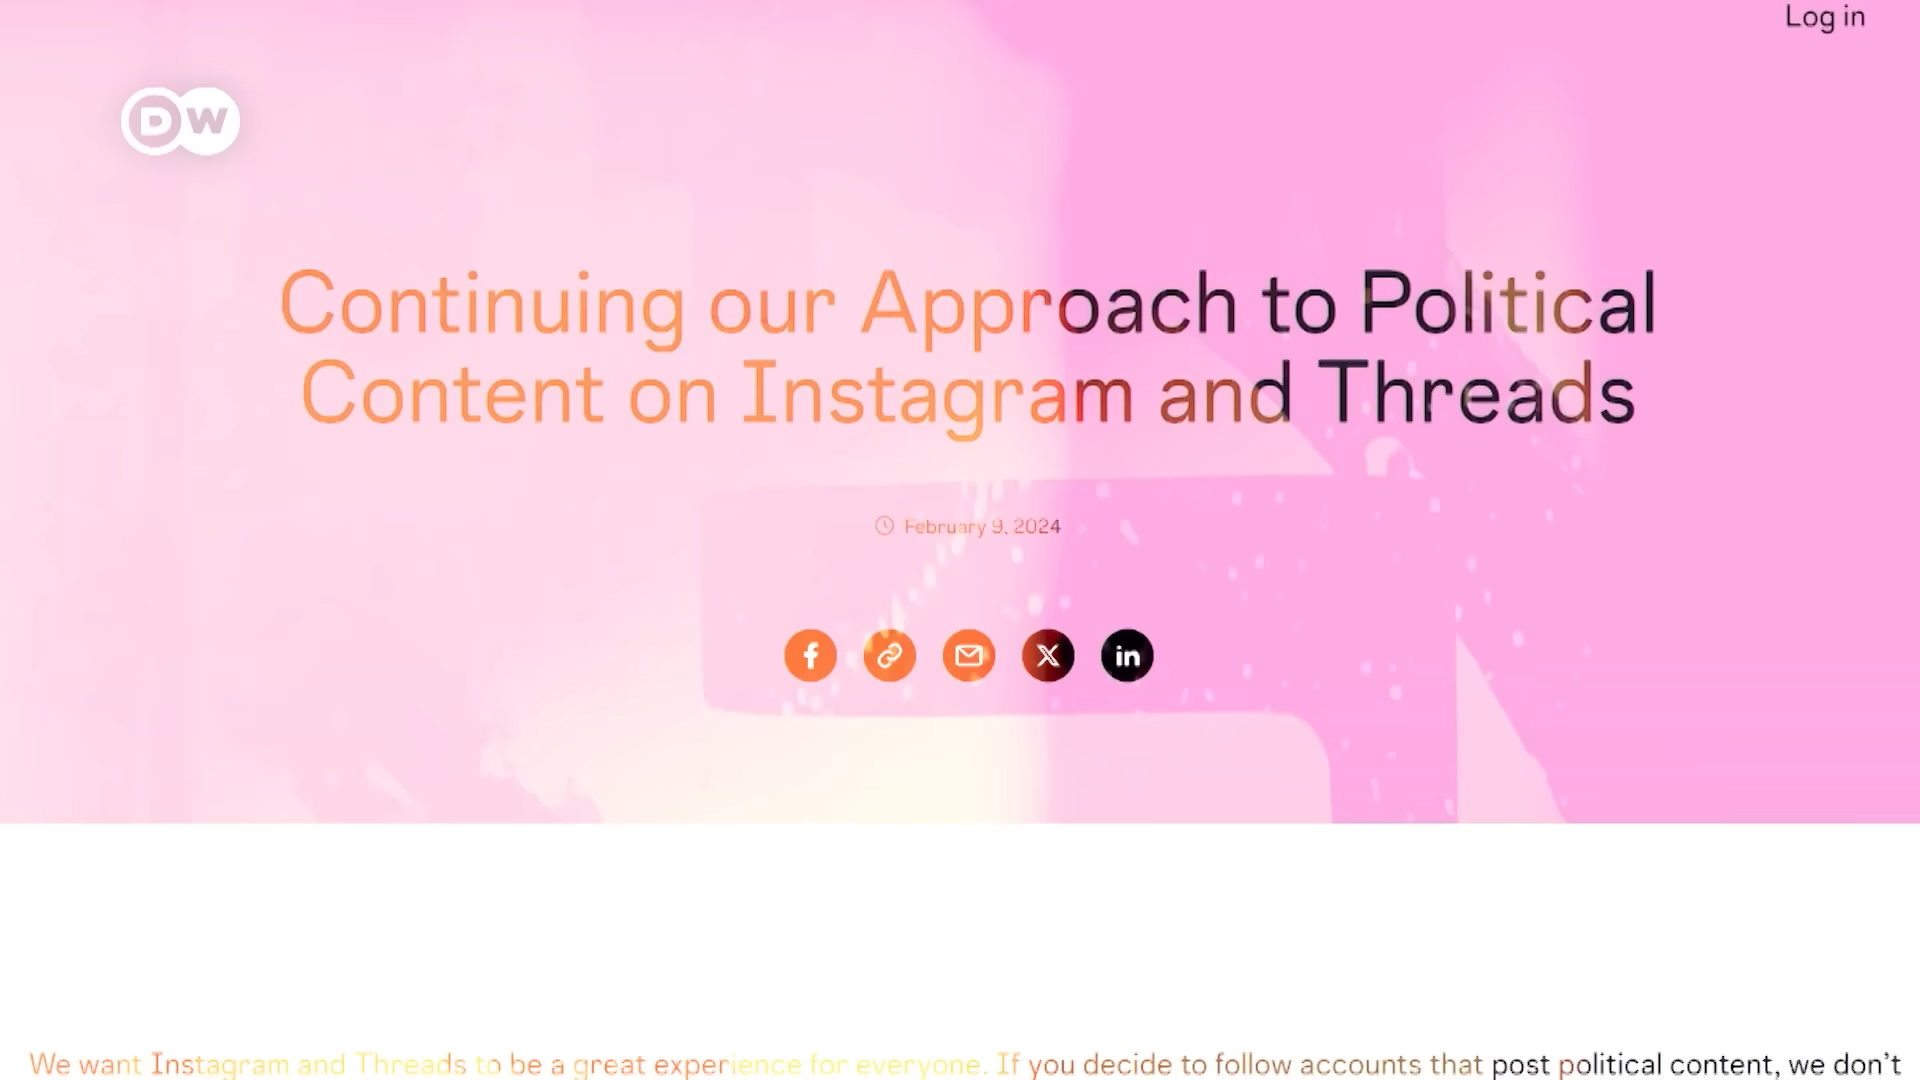 Log in
DW
Continuing our Approach to Political
Content on Instagram and Threads
February 9, 2024
We want Instagram and Threads to be a great experience for everyone. If you decide to follow accounts that post political content, we don’t